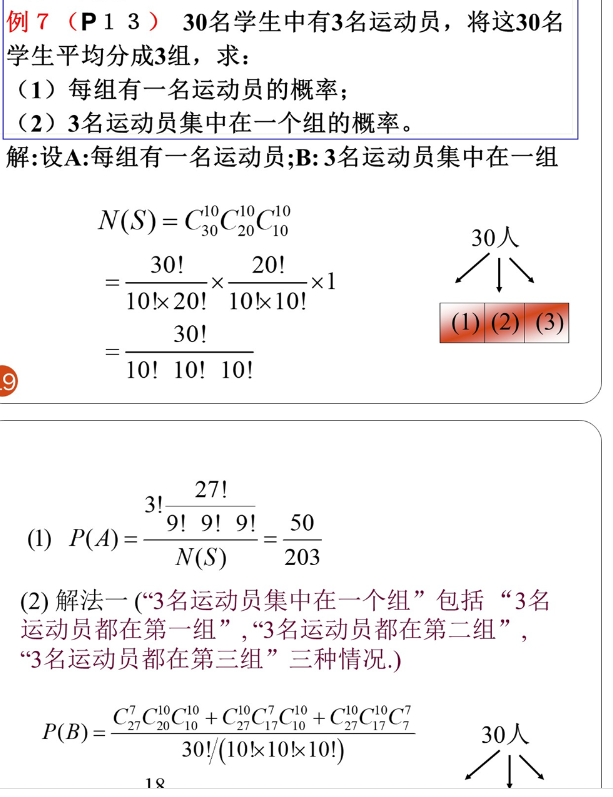 例7（P13） 30名学生中有3名运动员，将这30名
学生平均分成3组，求：
（1）每组有一名运动员的概率；
（2）3名运动员集中在一个组的概率。
解:设A:每组有一名运动员;B: 3名运动员集中在一组
N(S) = C_{30}^{10}C_{20}^{10}C_{10}^{10}
= \frac{30!}{10!×20!} × \frac{20!}{10!×10!} ×1
= \frac{30!}{10! 10! 10!}
30人
(1) (2) (3)
9
(1) P(A) = \frac{3!\frac{27!}{9! 9! 9!}}{N(S)} = \frac{50}{203}
(2) 解法一 (“3名运动员集中在一个组”包括 “3名
运动员都在第一组”, “3名运动员都在第二组”,
“3名运动员都在第三组”三种情况.)
P(B) = \frac{C_{27}^{7}C_{20}^{10}C_{10}^{10} + C_{27}^{10}C_{17}^{7}C_{10}^{10} + C_{27}^{10}C_{17}^{10}C_{7}^{7}}{30!/(10!×10!×10!)}
30人
18